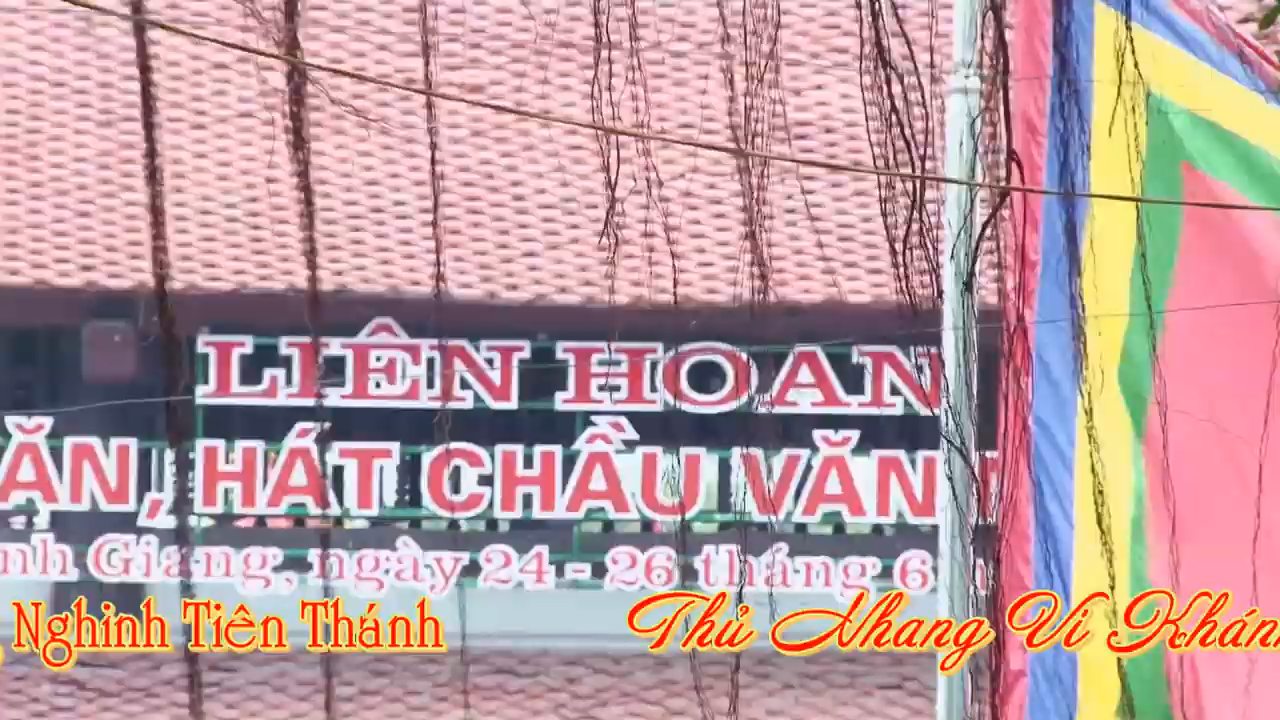 LIÊN HOAN
ĂN, HÁT CHẦU VĂN
nh Giang, ngày 24 - 26 tháng 6
Nghinh Tiên Thánh
Thủ Nhang Vi Khán